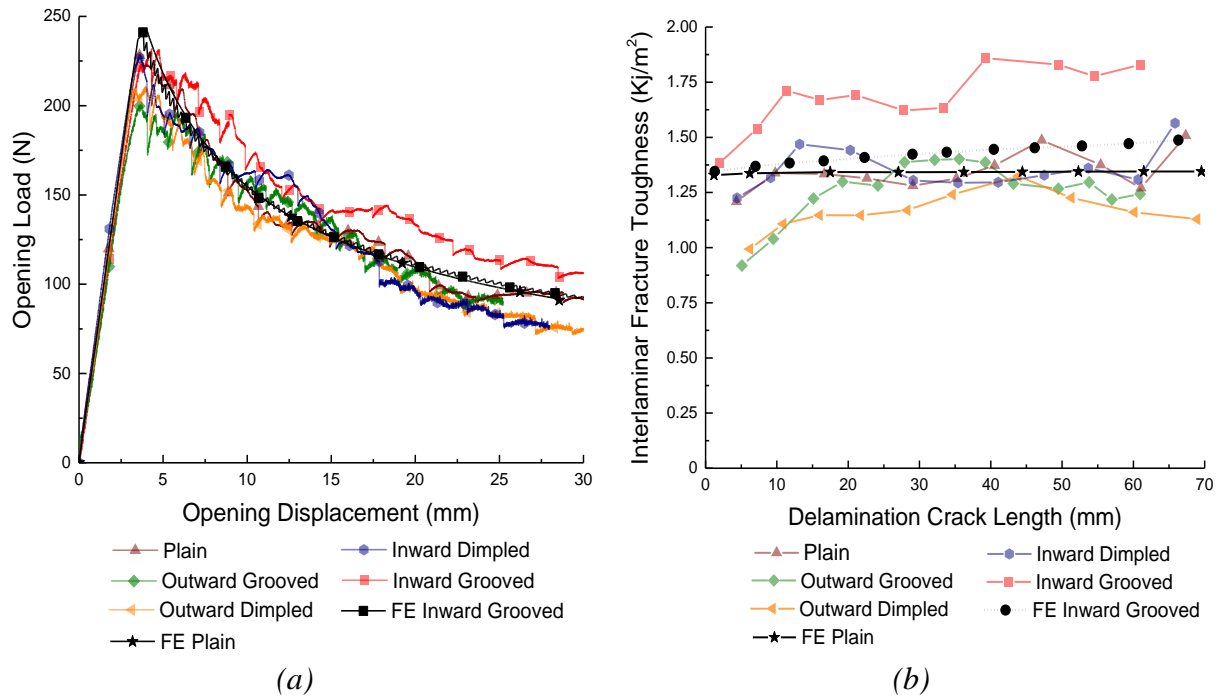 250
200
150
100
50
0
0 5 10 15 20 25 30
Opening Load (N)
Opening Displacement (mm)
Plain
Inward Dimpled
Outward Grooved
Inward Grooved
Outward Dimpled
FE Inward Grooved
FE Plain
(a)
2.00
1.75
1.50
1.25
1.00
0.75
0.50
0.25
0
0 10 20 30 40 50 60 70
Interlaminar Fracture Toughness (Kj/m²)
Delamination Crack Length (mm)
Plain
Inward Dimpled
Outward Grooved
Inward Grooved
Outward Dimpled
FE Inward Grooved
FE Plain
(b)